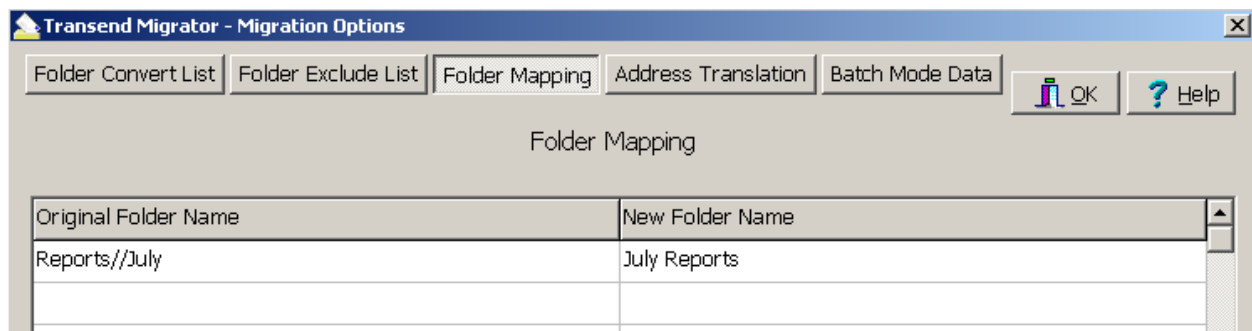 Transend Migrator - Migration Options
Folder Convert List Folder Exclude List Folder Mapping Address Translation Batch Mode Data OK Help
Folder Mapping
Original Folder Name New Folder Name
Reports//July July Reports